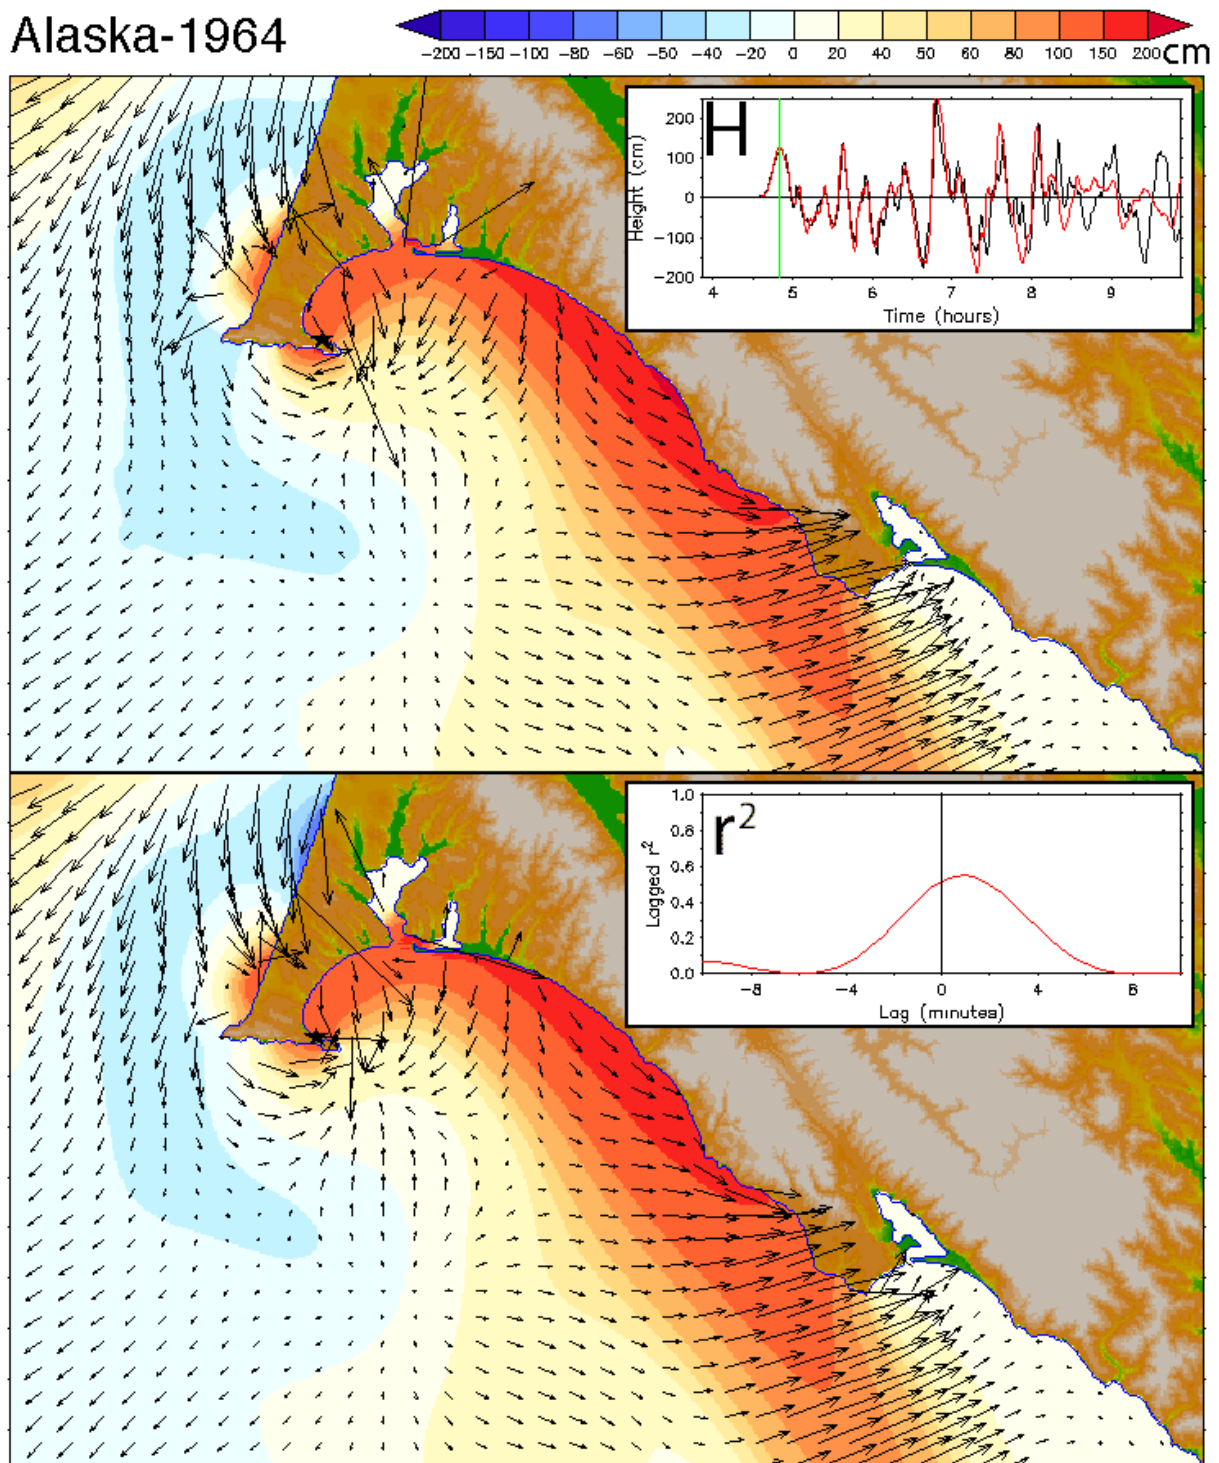 Alaska-1964
-200 -150 -100 -80 -60 -50 -40 -20 0 20 40 50 60 80 100 150 200 cm
H
Height (cm)
200
100
0
-100
-200
4 5 6 7 8 9
Time (hours)
r²
Lagged r²
1.0
0.8
0.6
0.4
0.2
0.0
-8 -4 0 4 8
Lag (minutes)